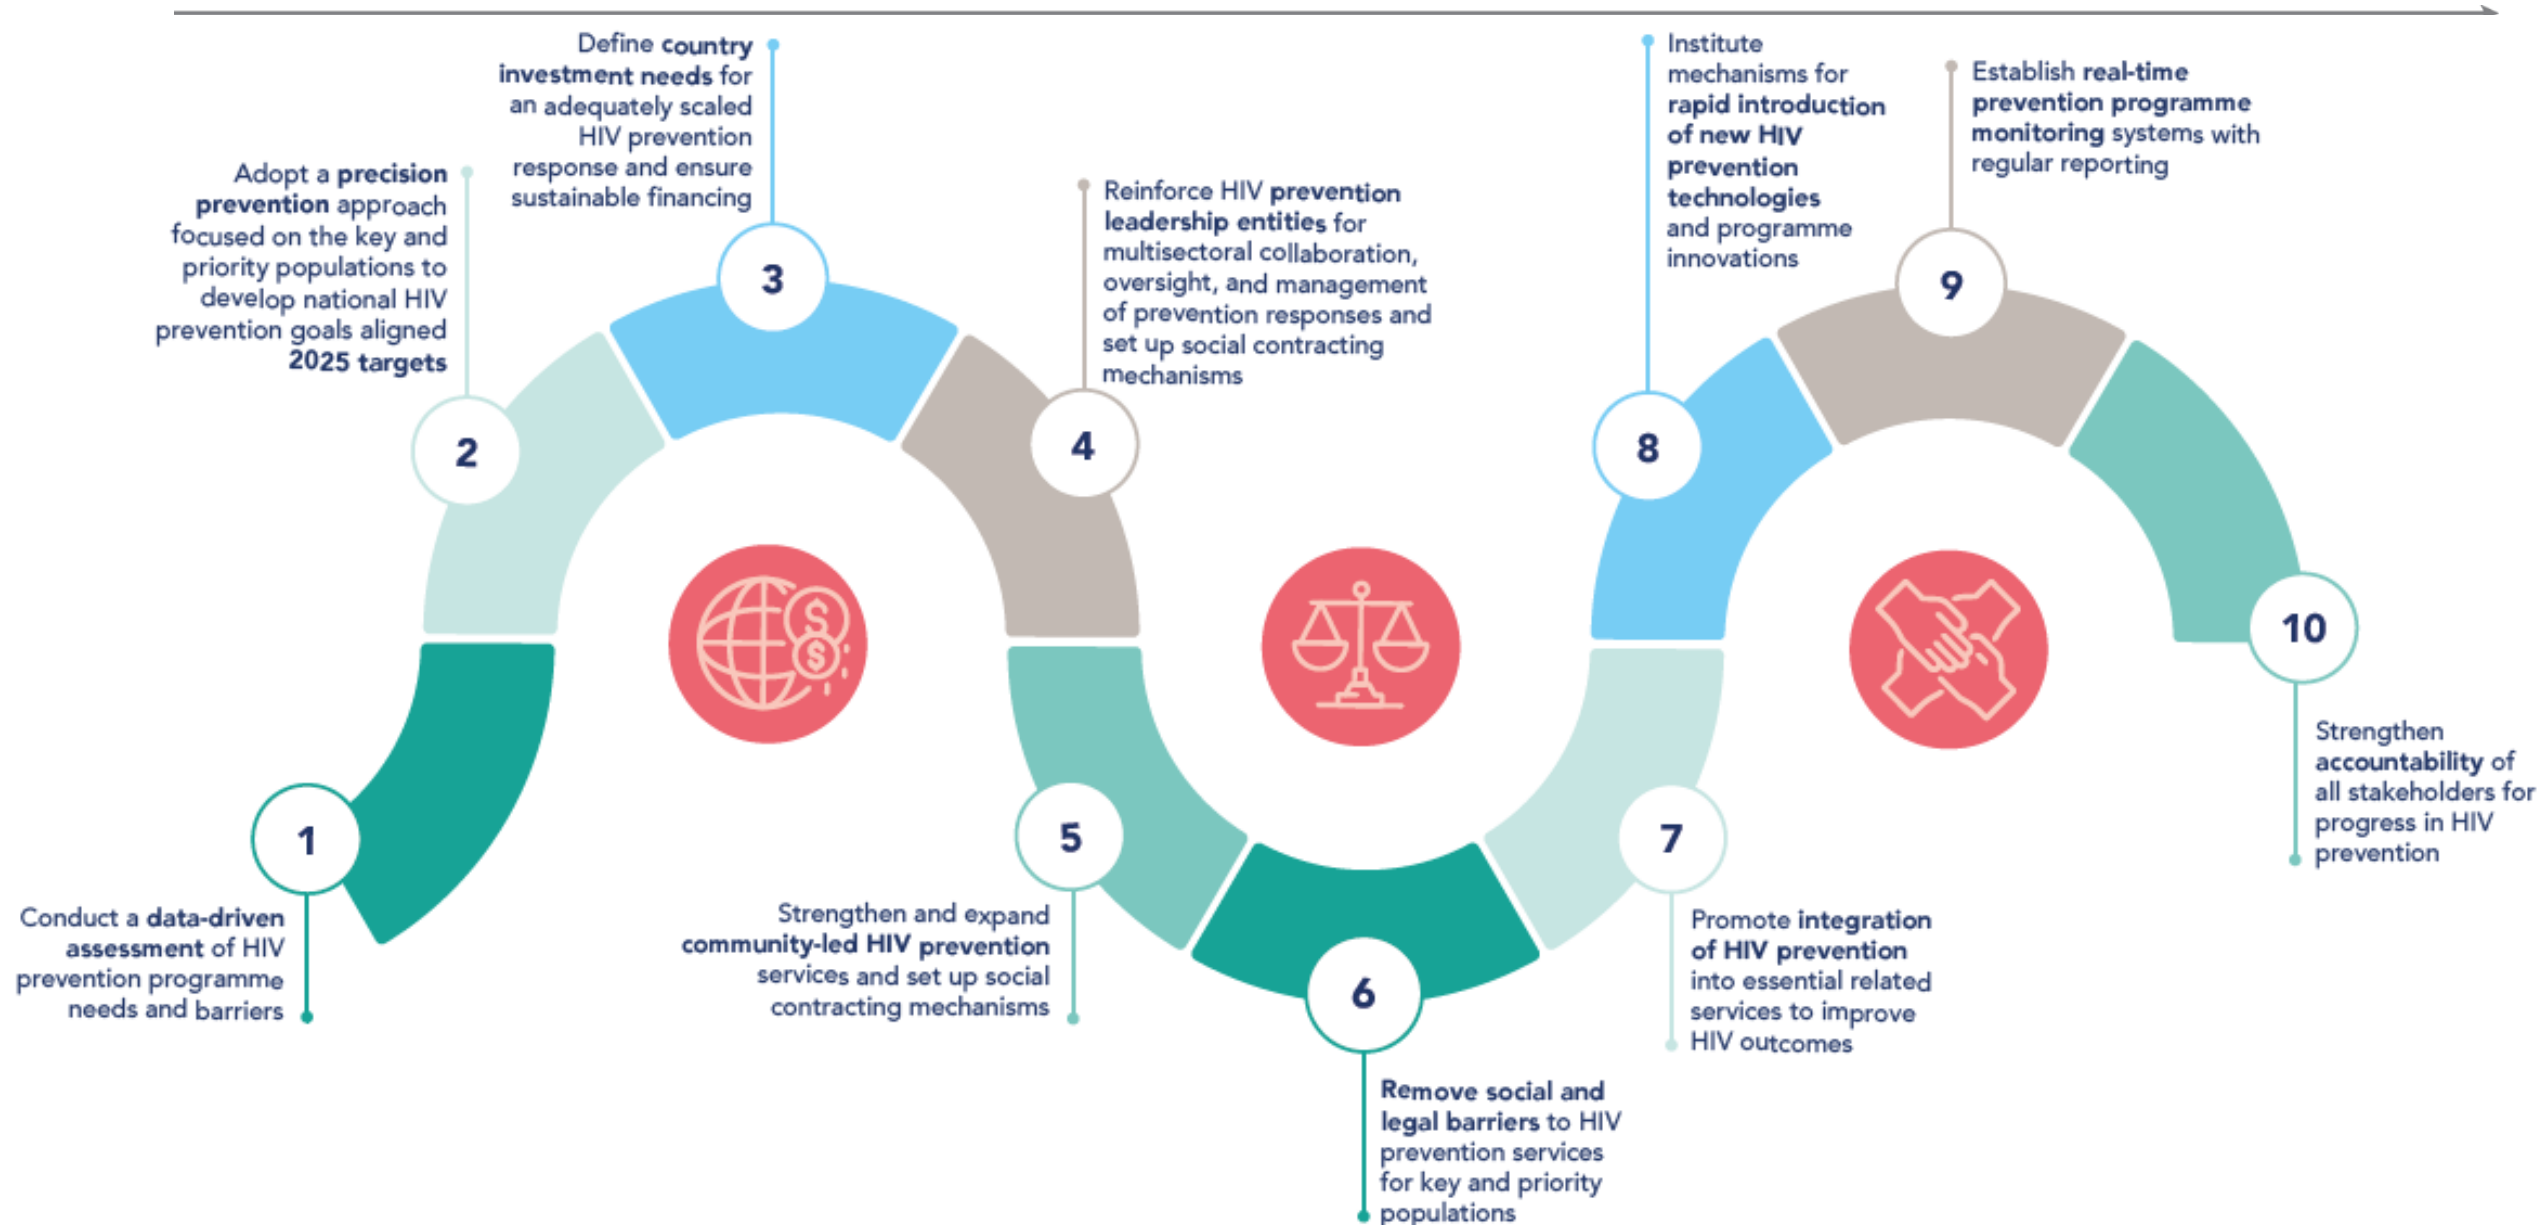 1
Conduct a data-driven
assessment of HIV
prevention programme
needs and barriers
2
Adopt a precision
prevention approach
focused on the key and
priority populations to
develop national HIV
prevention goals aligned
2025 targets
3
Define country
investment needs for
an adequately scaled
HIV prevention
response and ensure
sustainable financing
4
Reinforce HIV prevention
leadership entities for
multisectoral collaboration,
oversight, and management
of prevention responses and
set up social contracting
mechanisms
5
Strengthen and expand
community-led HIV prevention
services and set up social
contracting mechanisms
6
Remove social and
legal barriers to HIV
prevention services
for key and priority
populations
7
Promote integration
of HIV prevention
into essential related
services to improve
HIV outcomes
8
Institute
mechanisms for
rapid introduction
of new HIV
prevention
technologies
and programme
innovations
9
Establish real-time
prevention programme
monitoring systems with
regular reporting
10
Strengthen
accountability of
all stakeholders for
progress in HIV
prevention
$
$